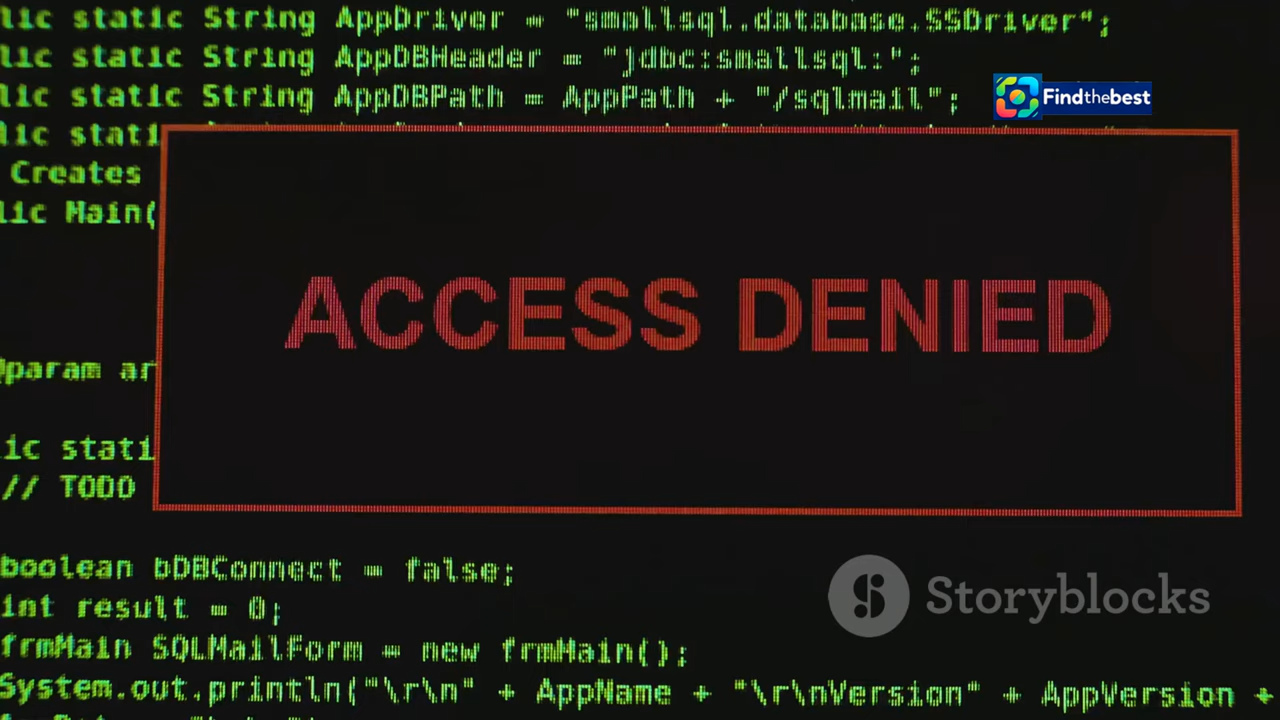 lic static String AppDriver = "smallsql.database.SSDriver";
lic static String AppDBHeader = "jdbc:smallsql:";
lic static String AppDBPath = AppPath + "/sqlmail";
Findthebest
lic stati
Creates
lic Main(
ACCESS DENIED
@param ar
ic stati
// TODO
boolean bDBConnect = false;
int result = 0;
Storyblocks
frmMain SQLMailForm = new frmMain();
System.out.println("\r\n" + AppName + "\r\nVersion" + AppVersion +